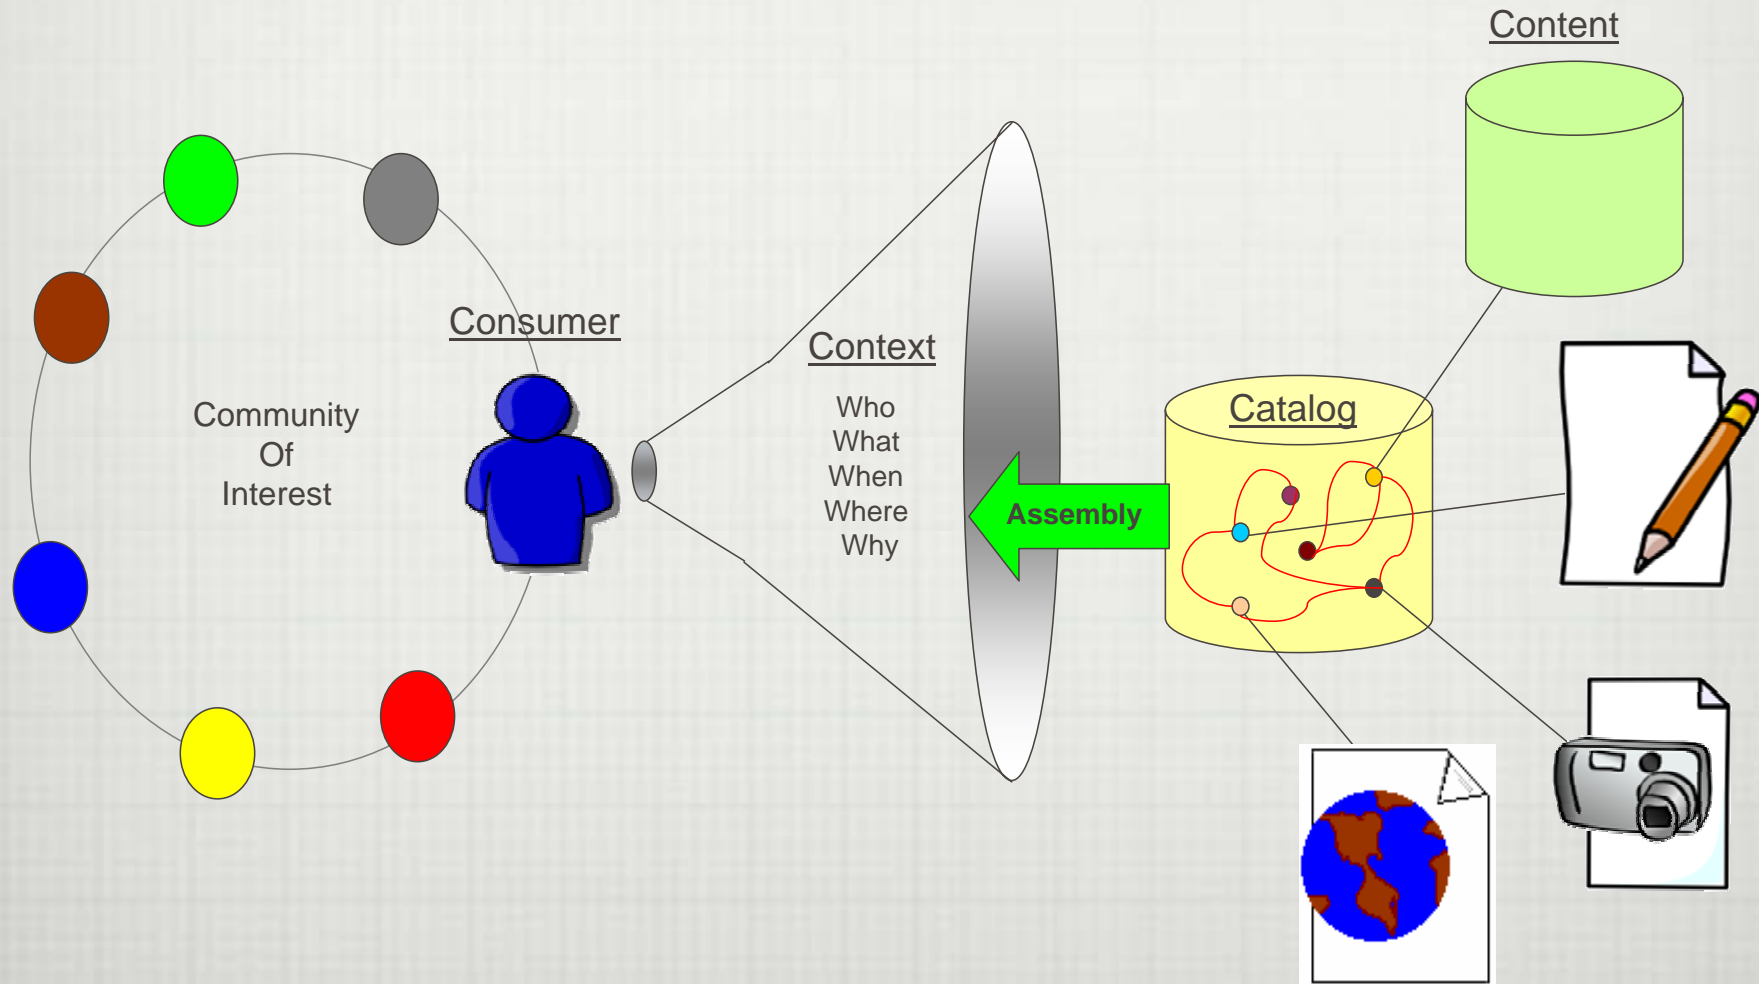 Content
Consumer
Context
Who
What
When
Where
Why
Community
Of
Interest
Catalog
Assembly